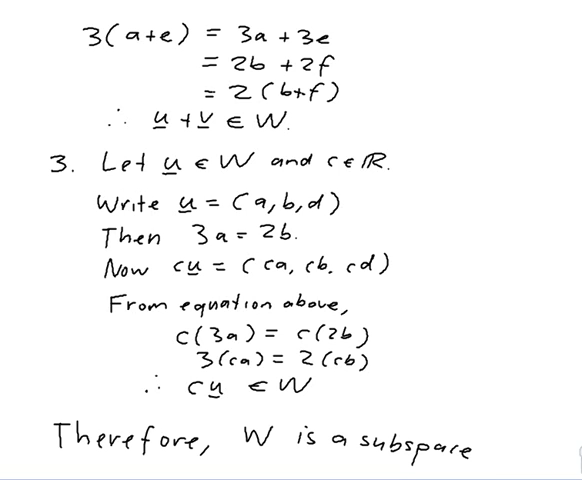 3(a+e) = 3a + 3e
= 2b + 2f
= 2(b+f)
∴ u + v ∈ W.
3. Let u ∈ W and c ∈ ℝ.
Write u = (a, b, d)
Then 3a = 2b.
Now cu = (ca, cb, cd)
From equation above,
c(3a) = c(2b)
3(ca) = 2(cb)
∴ cu ∈ W
Therefore, W is a subspace